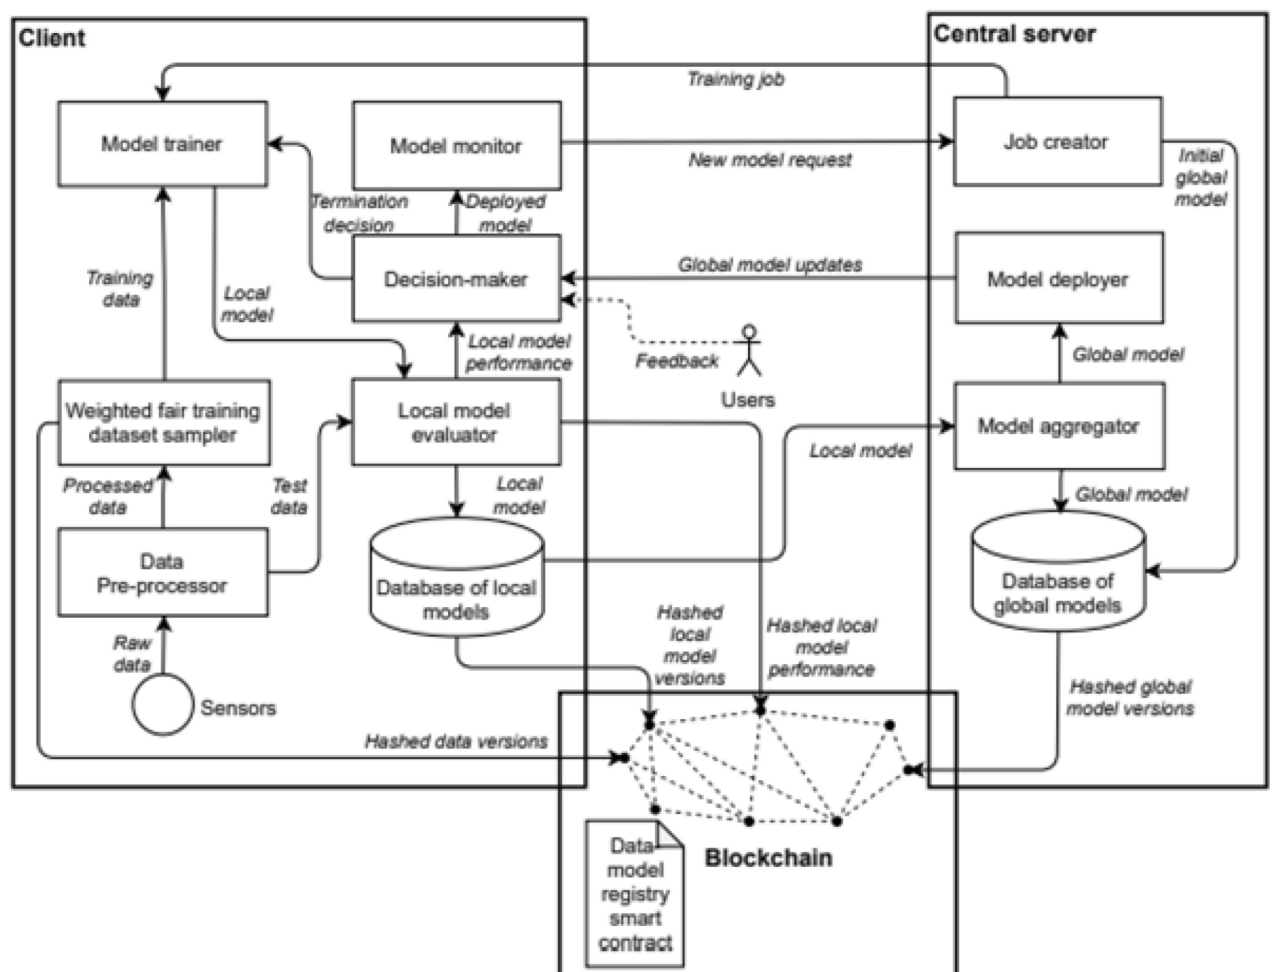 Client
Central server
Training job
Model trainer
Model monitor
Job creator
New model request
Initial
global
model
Termination
decision
Deployed
model
Training
data
Local
model
Decision-maker
Global model updates
Model deployer
Local model
performance
Feedback
Users
Global model
Weighted fair training
dataset sampler
Local model
evaluator
Local model
Model aggregator
Processed
data
Test
data
Local
model
Global model
Data
Pre-processor
Database of local
models
Database of
global models
Raw
data
Sensors
Hashed
local
model
versions
Hashed local
model
performance
Hashed global
model versions
Hashed data versions
Blockchain
Data-
model
registry
smart
contract